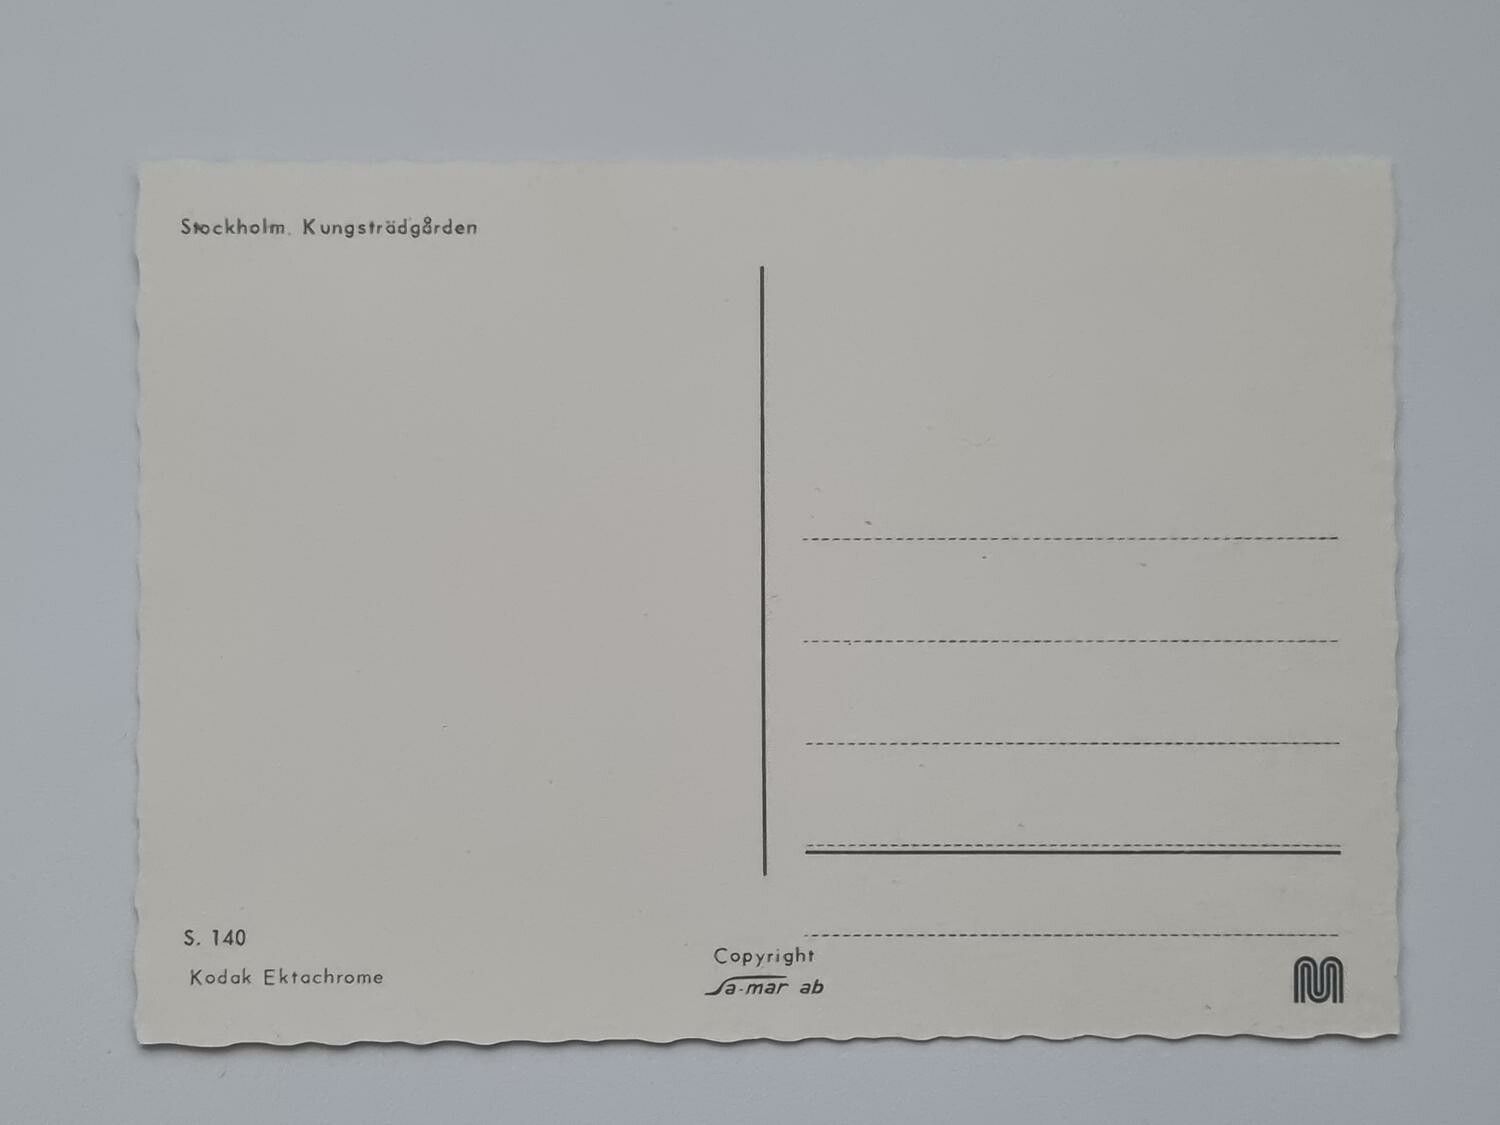 Stockholm. Kungsträdgården
S. 140
Kodak Ektachrome
Copyright
Sa-mar ab